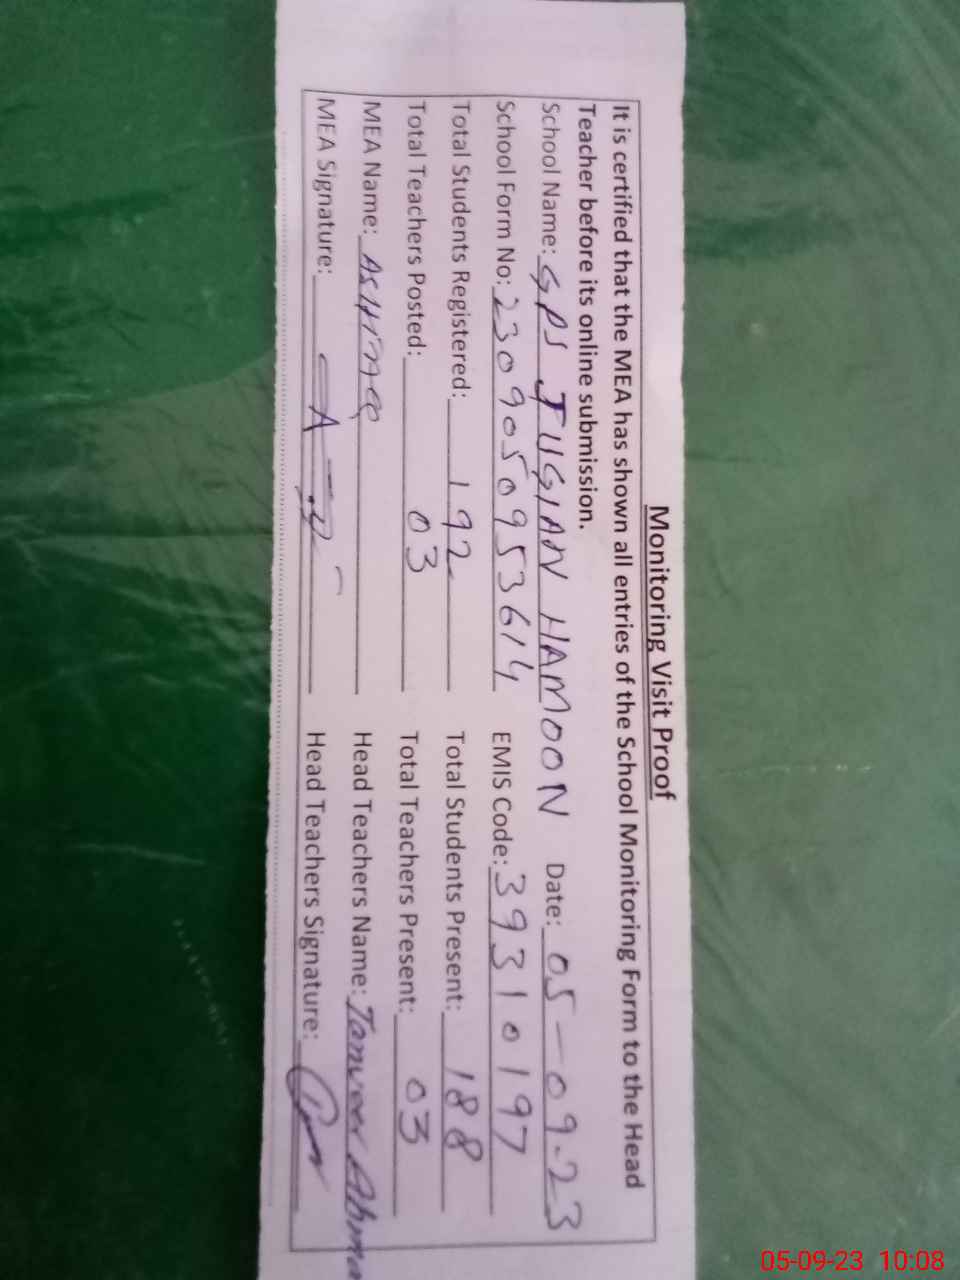 Monitoring Visit Proof
It is certified that the MEA has shown all entries of the School Monitoring Form to the Head
Teacher before its online submission.
School Name: GPS JUGIAN HAMOON Date: 05-09-23
School Form No: 2309050953614 EMIS Code: 39310197
Total Students Registered: 192 Total Students Present: 188
Total Teachers Posted: 03 Total Teachers Present: 03
MEA Name: Head Teachers Name: Tanveer
MEA Signature: Head Teachers Signature:
05-09-23 10:08